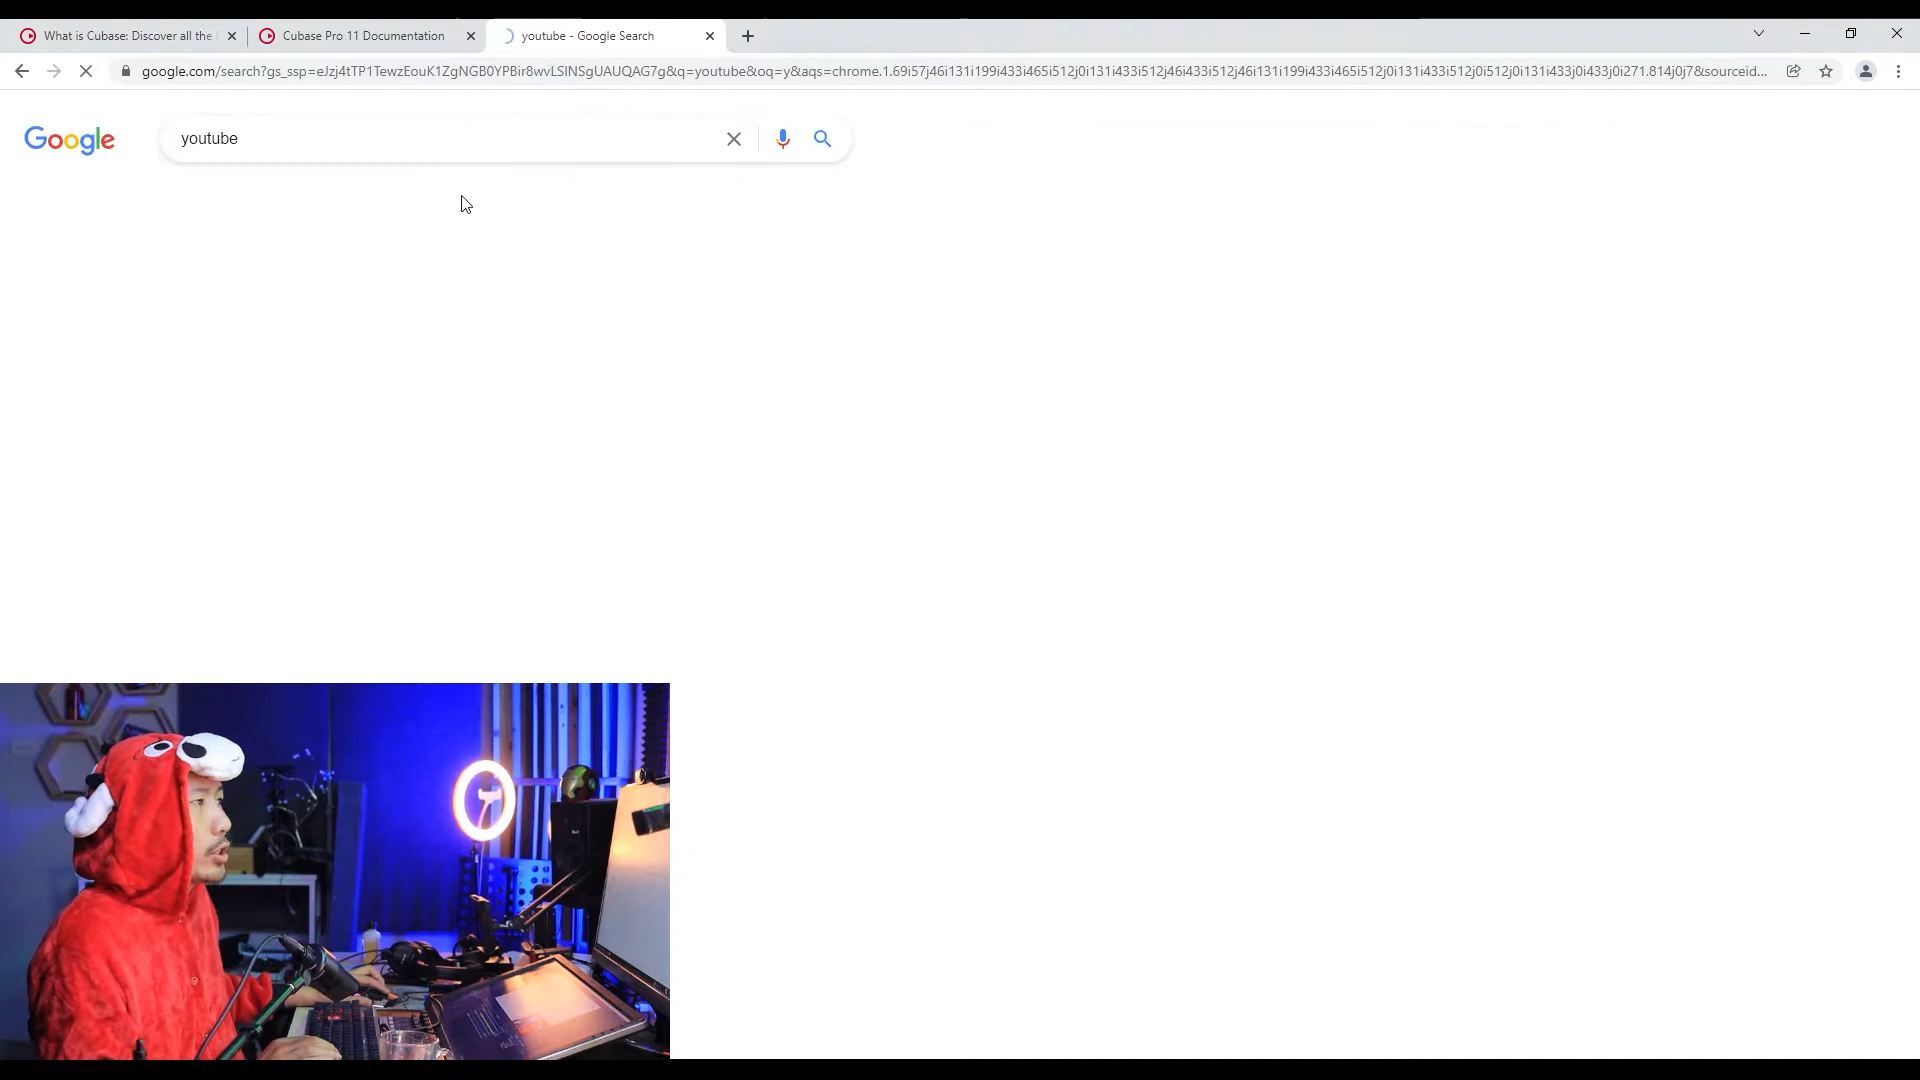 What is Cubase: Discover all the
Cubase Pro 11 Documentation
youtube - Google Search
google.com/search?gs_ssp=eJzj4tTP1TewzEouK1ZgNGB0YPBir8wvLSlNSgUAUQAG7g&q=youtube&oq=y&aqs=chrome.1.69i57j46i131i199i433i465i512j0i131i433i512j46i433i512j46i131i199i433i465i512j0i131i433i512j0i512j0i131i433j0i433j0i271.814j0j7&sourceid...
Google
youtube